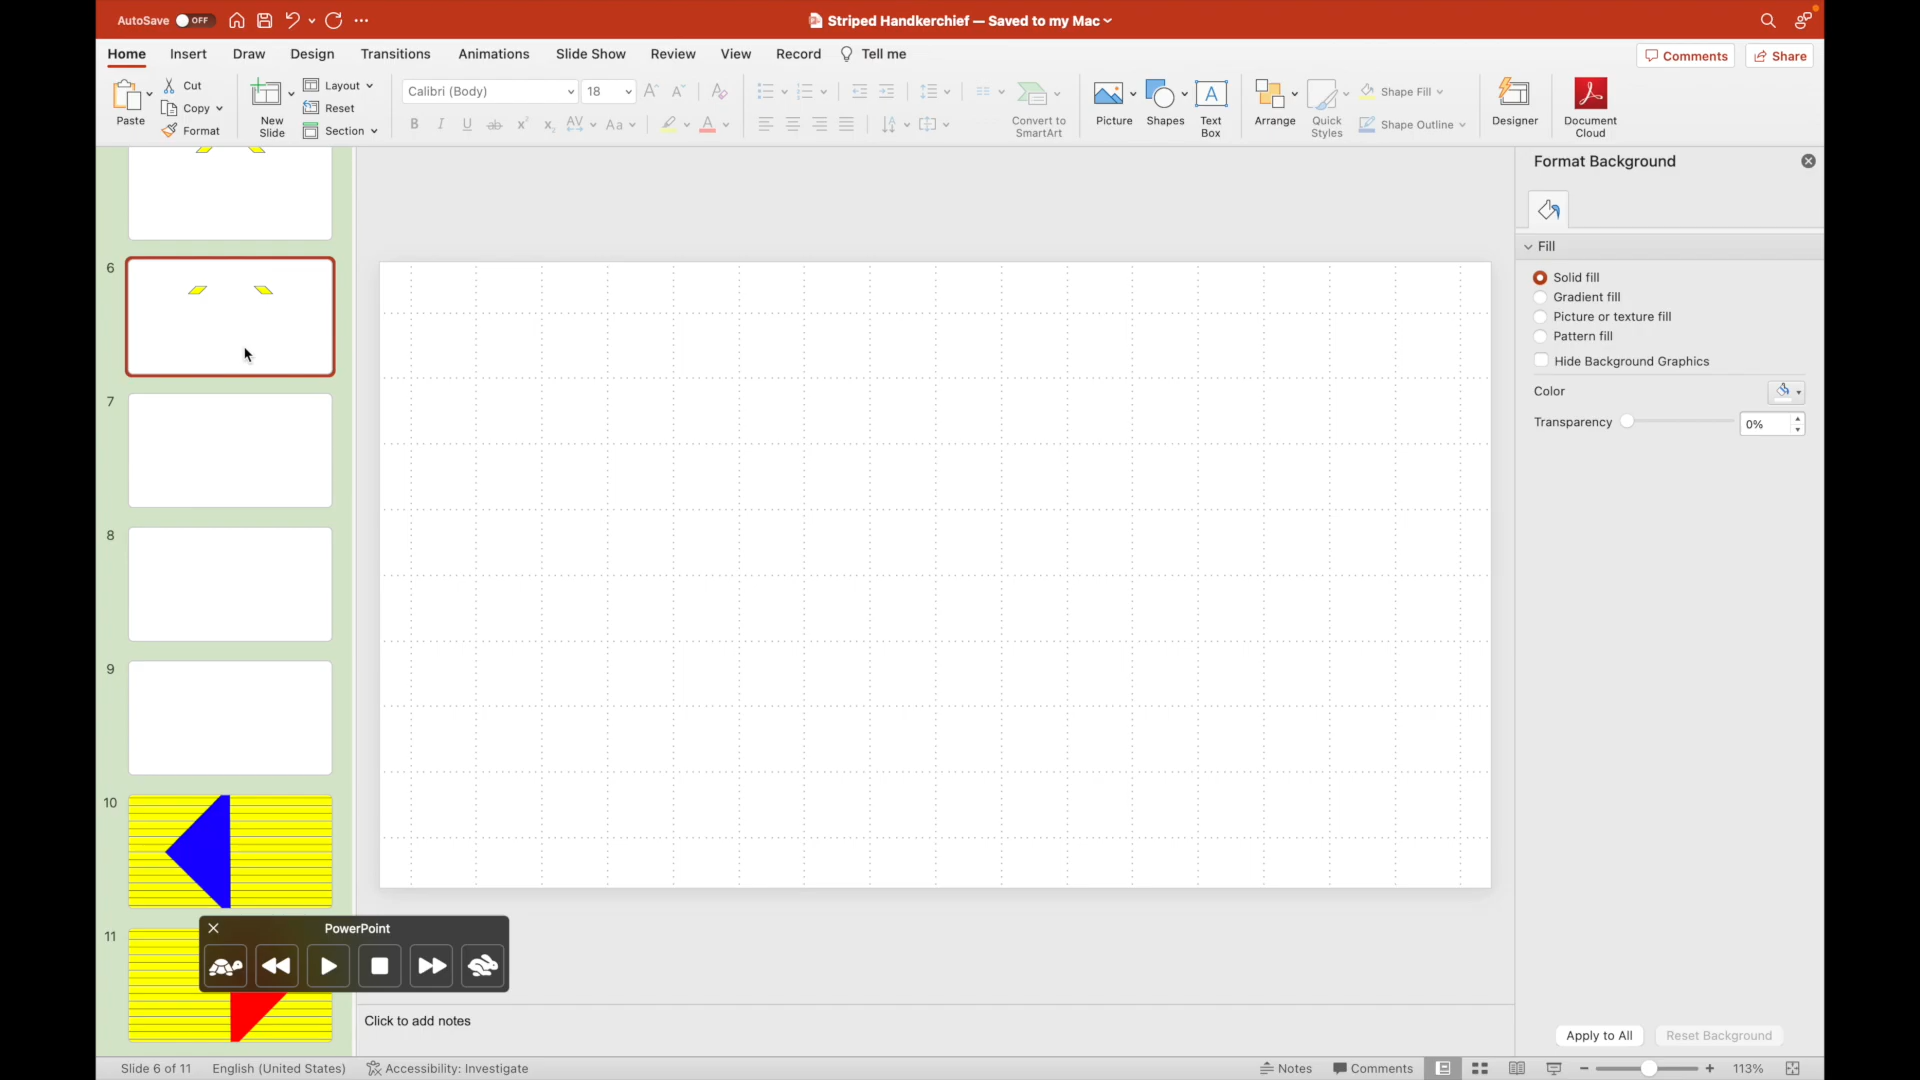 AutoSave OFF
Striped Handkerchief — Saved to my Mac
Home Insert Draw Design Transitions Animations Slide Show Review View Record Tell me
Comments Share
Paste
Cut
Copy
Format
New
Slide
Layout
Reset
Section
Calibri (Body) 18
Convert to
SmartArt
Picture
Shapes
Text
Box
Arrange
Quick
Styles
Shape Fill
Shape Outline
Designer
Document
Cloud
6
7
8
9
10
11
PowerPoint
Click to add notes
Format Background
Fill
Solid fill
Gradient fill
Picture or texture fill
Pattern fill
Hide Background Graphics
Color
Transparency 0%
Apply to All Reset Background
Slide 6 of 11 English (United States) Accessibility: Investigate
Notes Comments 113%